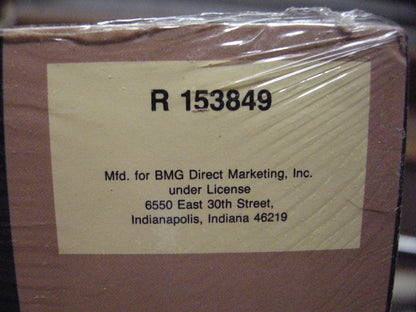 R 153849
Mfd. for BMG Direct Marketing, Inc.
under License
6550 East 30th Street,
Indianapolis, Indiana 46219